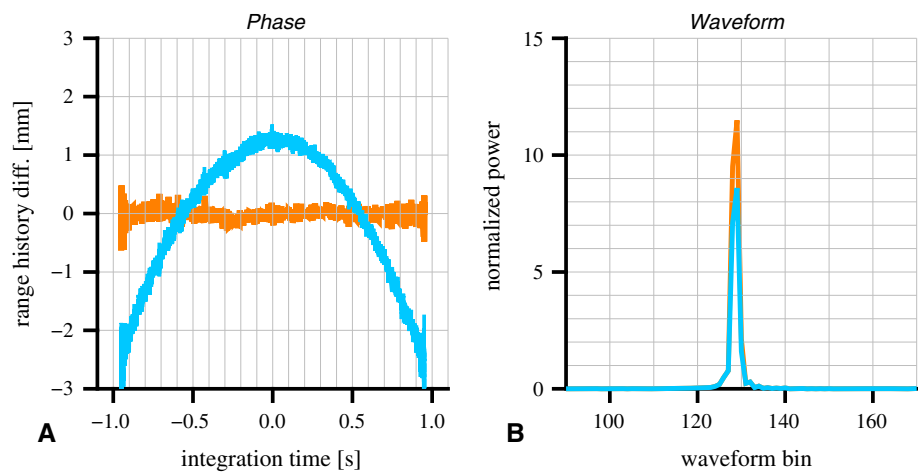 Phase
range history diff. [mm]
3
2
1
0
−1
−2
−3
−1.0 −0.5 0.0 0.5 1.0
A
integration time [s]
Waveform
normalized power
15
10
5
0
100 120 140 160
B
waveform bin